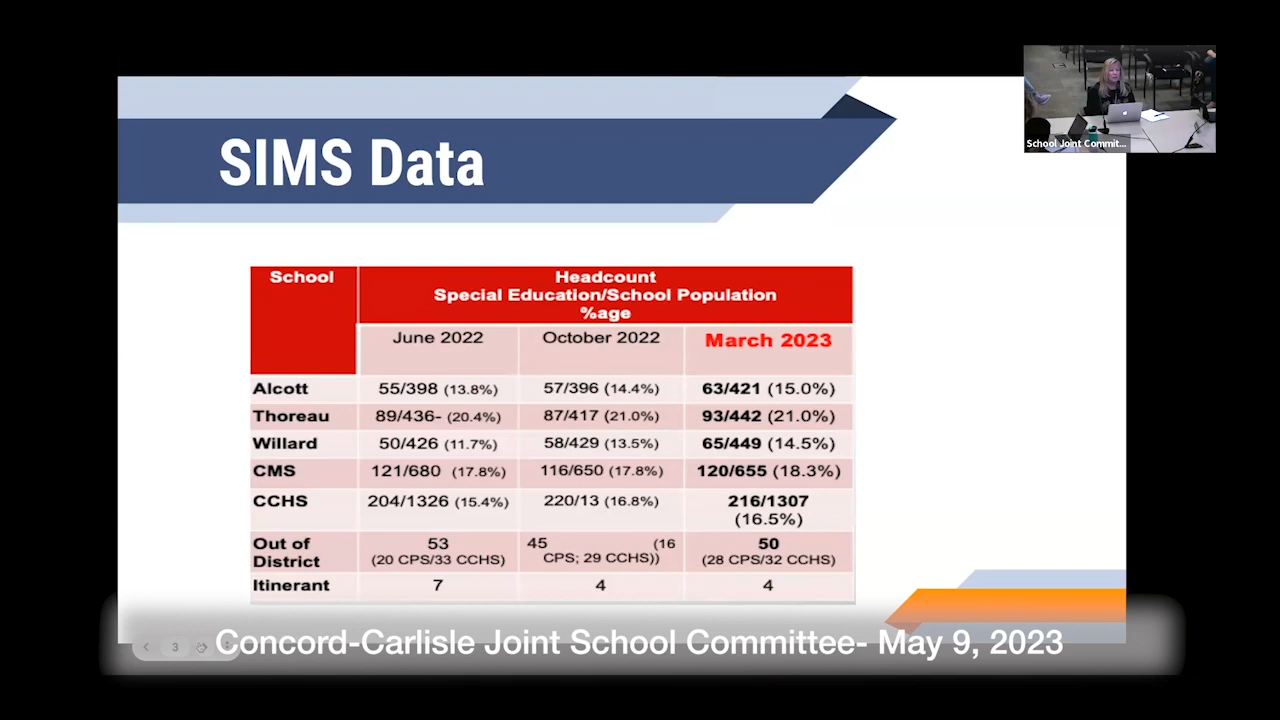 School Joint Commit...
SIMS Data
School
Headcount
Special Education/School Population
%age
June 2022
October 2022
March 2023
Alcott
55/398 (13.8%)
57/396 (14.4%)
63/421 (15.0%)
Thoreau
89/436- (20.4%)
87/417 (21.0%)
93/442 (21.0%)
Willard
50/426 (11.7%)
58/429 (13.5%)
65/449 (14.5%)
CMS
121/680 (17.8%)
116/650 (17.8%)
120/655 (18.3%)
CCHS
204/1326 (15.4%)
220/13 (16.8%)
216/1307
(16.5%)
Out of
District
53
(20 CPS/33 CCHS)
45 (16
CPS; 29 CCHS))
50
(28 CPS/32 CCHS)
Itinerant
7
4
4
3
Concord-Carlisle Joint School Committee- May 9, 2023